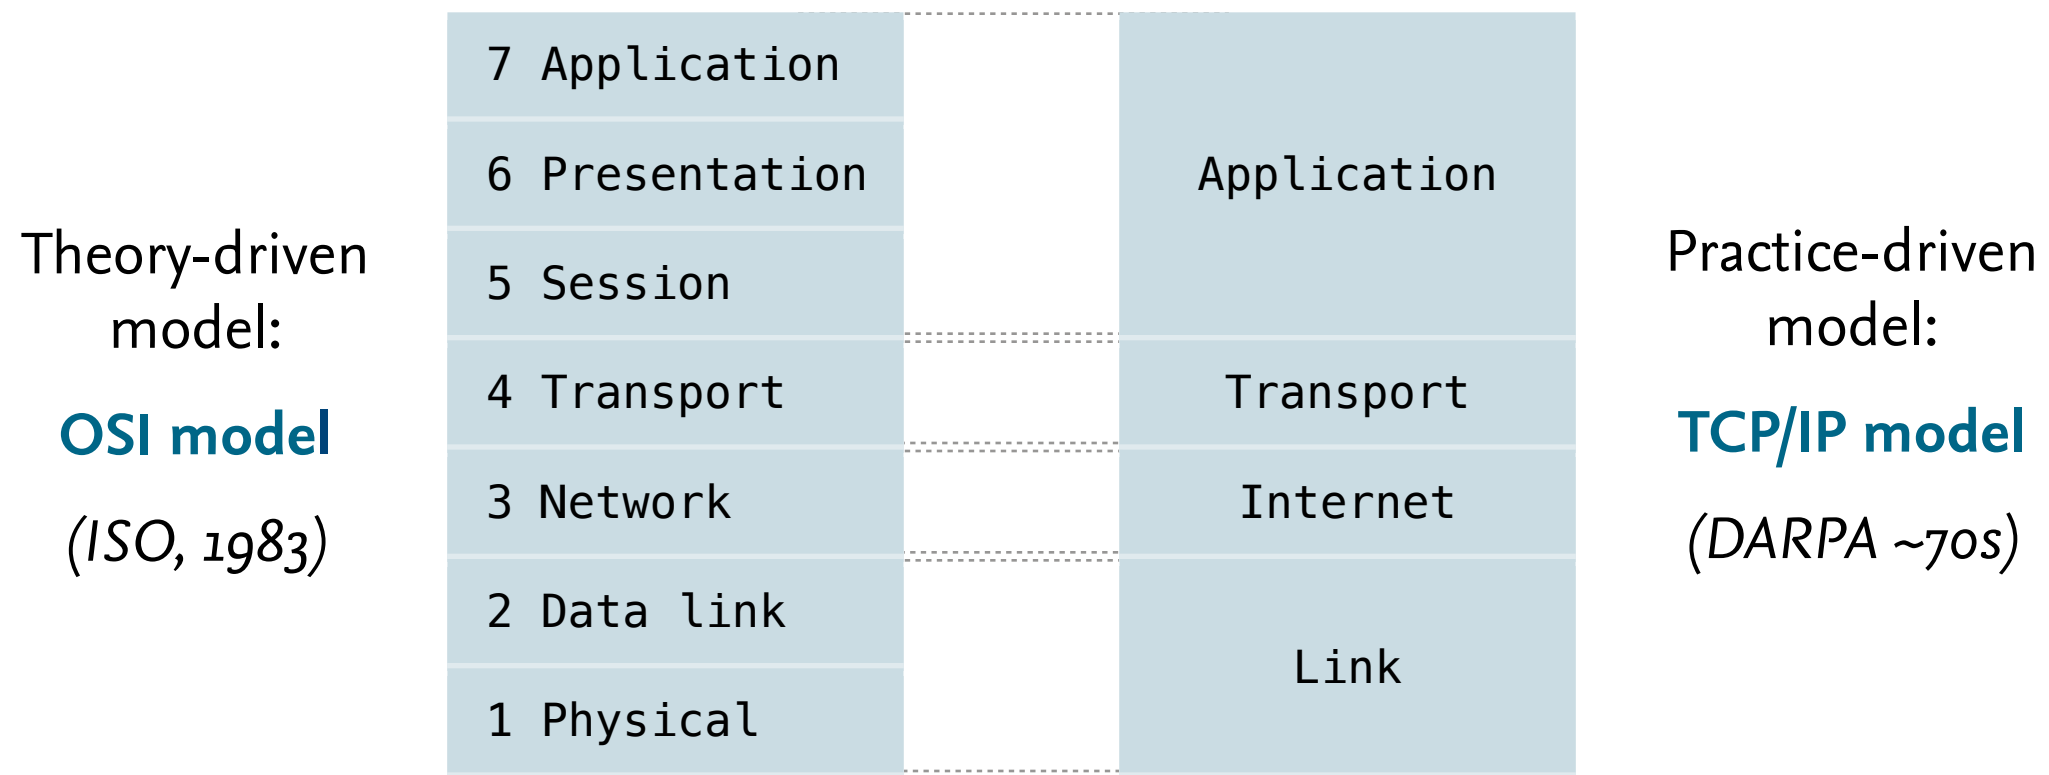 Theory-driven
model:
OSI model
(ISO, 1983)
7 Application
6 Presentation
5 Session
4 Transport
3 Network
2 Data link
1 Physical
Application
Transport
Internet
Link
Practice-driven
model:
TCP/IP model
(DARPA ~70s)